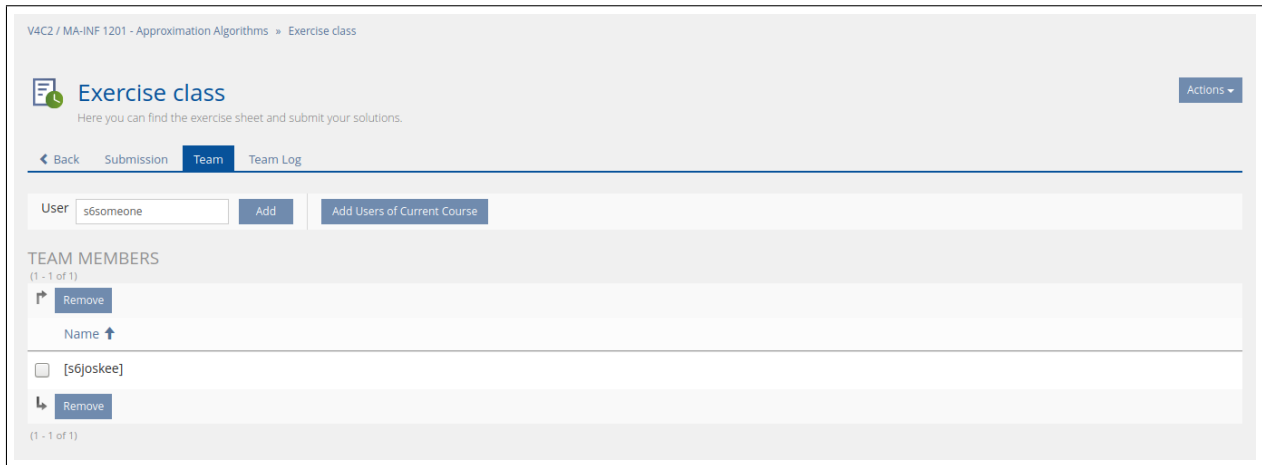 V4C2 / MA-INF 1201 - Approximation Algorithms » Exercise class
Exercise class
Actions
Here you can find the exercise sheet and submit your solutions.
Back Submission Team Team Log
User s6someone Add Add Users of Current Course
TEAM MEMBERS
(1 - 1 of 1)
Remove
Name
[s6joskee]
Remove
(1 - 1 of 1)